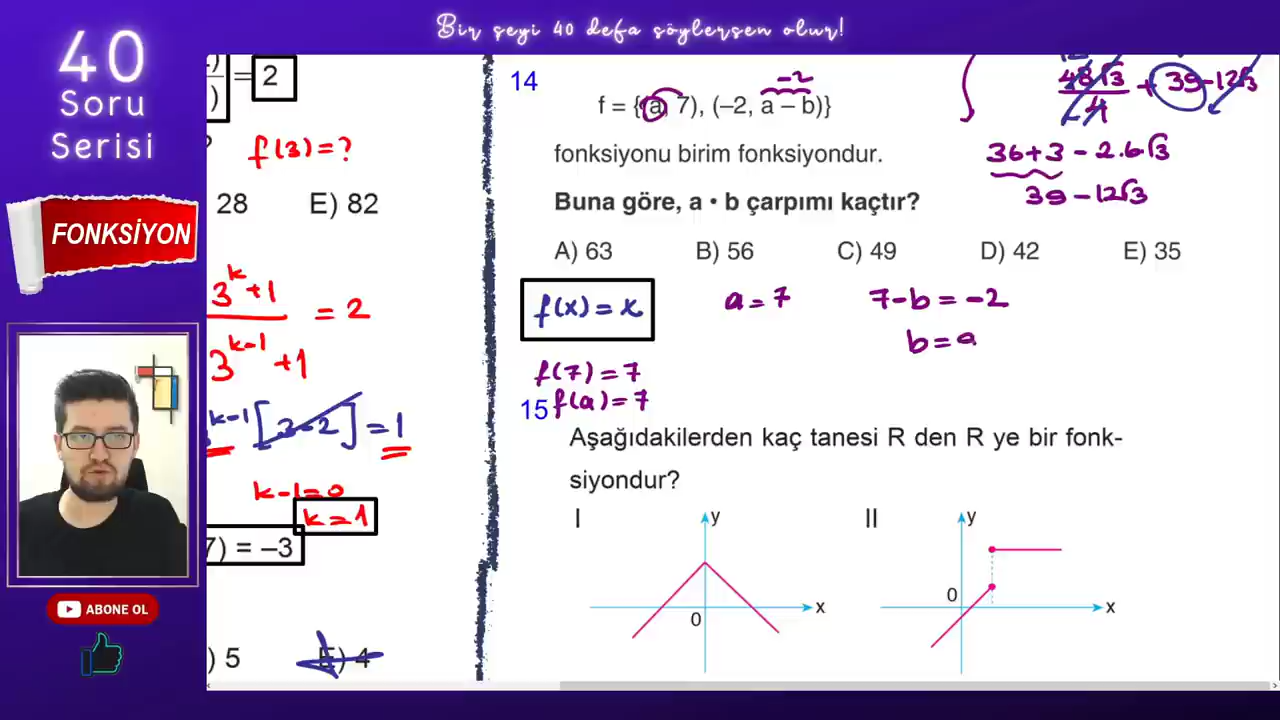 Bir şeyi 40 defa söylersen olur!
40
Soru
Serisi
FONKSİYON
ABONE OL
= 2
f(3)=?
28 E) 82
3^k+1
= 2
3^k-1 +1
k-1 [3-2] = 1
k-1=0
k=1
7) = –3
) 5 E) 4
14
–2
f = {(a, 7), (–2, a – b)}
fonksiyonu birim fonksiyondur.
Buna göre, a • b çarpımı kaçtır?
A) 63 B) 56 C) 49 D) 42 E) 35
48√3
4
+ 39-12√3
36+3 - 2.6√3
39 - 12√3
f(x)=x
a=7
7-b=-2
f(7)=7
f(a)=7
15
Aşağıdakilerden kaç tanesi R den R ye bir fonk-
siyondur?
I y
0 x
II y
0 x